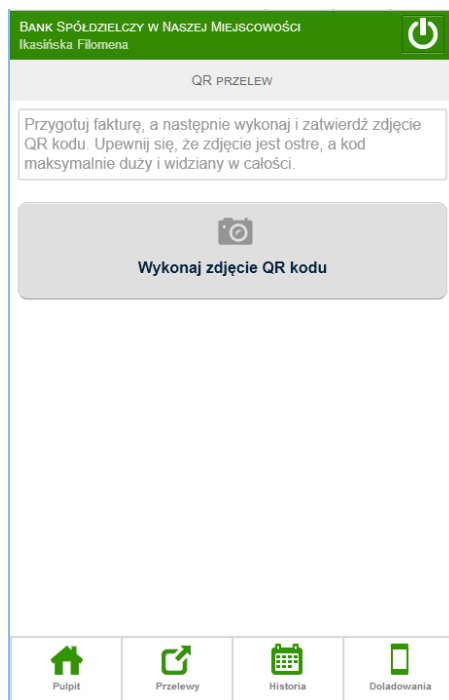 Bank Spółdzielczy w Naszej Miejscowości
Ikasińska Filomena
QR przelew
Przygotuj fakturę, a następnie wykonaj i zatwierdź zdjęcie
QR kodu. Upewnij się, że zdjęcie jest ostre, a kod
maksymalnie duży i widziany w całości.
Wykonaj zdjęcie QR kodu
Pulpit
Przelewy
Historia
Doladowania